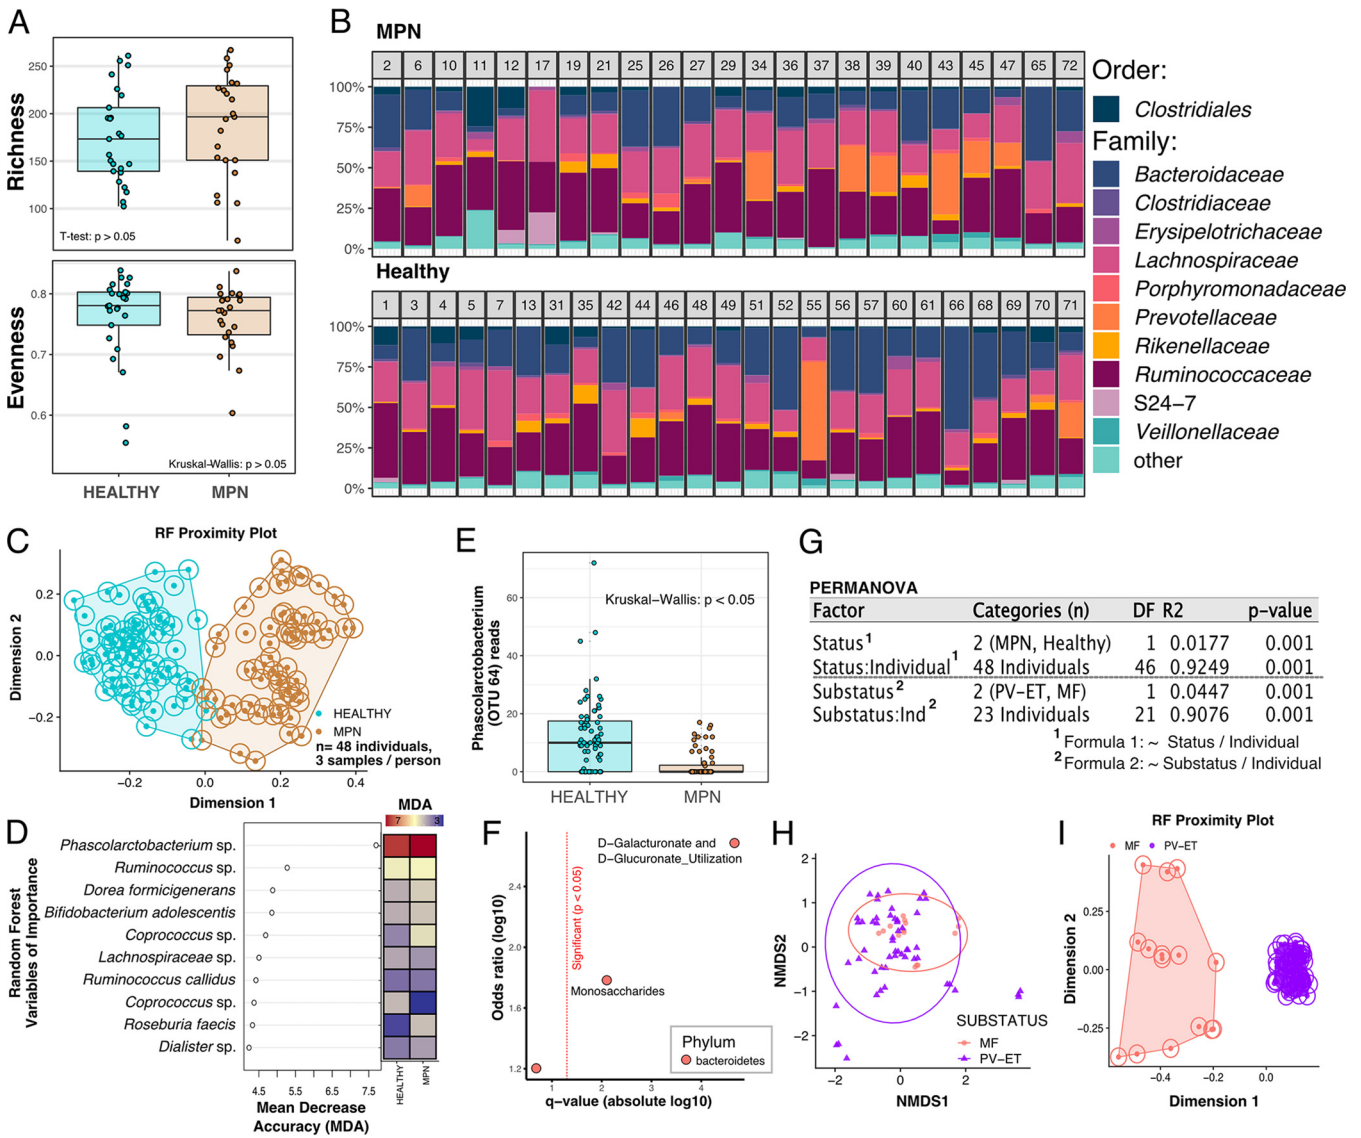 A
Richness
250
200
150
100
T-test: p > 0.05
Evenness
0.8
0.7
0.6
Kruskal-Wallis: p > 0.05
HEALTHY MPN
B
MPN
2 6 10 11 12 17 19 21 25 26 27 29 34 36 37 38 39 40 43 45 47 65 72
100%
75%
50%
25%
0%
Healthy
1 3 4 5 7 13 31 35 42 44 46 48 49 51 52 55 56 57 60 61 66 68 69 70 71
100%
75%
50%
25%
0%
Order:
Clostridiales
Family:
Bacteroidaceae
Clostridiaceae
Erysipelotrichaceae
Lachnospiraceae
Porphyromonadaceae
Prevotellaceae
Rikenellaceae
Ruminococcaceae
S24-7
Veillonellaceae
other
C
RF Proximity Plot
Dimension 2
0.2
0.0
-0.2
HEALTHY
MPN
n= 48 individuals,
3 samples / person
-0.2 0.0 0.2 0.4
Dimension 1
D
MDA
7 3
Random Forest
Variables of Importance
Phascolarctobacterium sp.
Ruminococcus sp.
Dorea formicigenerans
Bifidobacterium adolescentis
Coprococcus sp.
Lachnospiraceae sp.
Ruminococcus callidus
Coprococcus sp.
Roseburia faecis
Dialister sp.
4.5 5.5 6.5 7.5
HEALTHY
MPN
Mean Decrease
Accuracy (MDA)
E
Phascolarctobacterium
(OTU 64) reads
60
40
20
0
Kruskal-Wallis: p < 0.05
HEALTHY MPN
F
Odds ratio (log10)
2.4
2.0
1.6
1.2
Significant (p < 0.05)
D-Galacturonate and
D-Glucuronate_Utilization
Monosaccharides
Phylum
bacteroidetes
1 2 3 4
q-value (absolute log10)
G
PERMANOVA
Factor Categories (n) DF R2 p-value
Status1 2 (MPN, Healthy) 1 0.0177 0.001
Status:Individual1 48 Individuals 46 0.9249 0.001
Substatus2 2 (PV-ET, MF) 1 0.0447 0.001
Substatus:Ind2 23 Individuals 21 0.9076 0.001
1 Formula 1: ~ Status / Individual
2 Formula 2: ~ Substatus / Individual
H
NMDS2
2
1
0
-1
-2
SUBSTATUS
MF
PV-ET
-2 0 2
NMDS1
I
RF Proximity Plot
MF PV-ET
Dimension 2
0.25
0.00
-0.25
-0.4 -0.2 0.0
Dimension 1